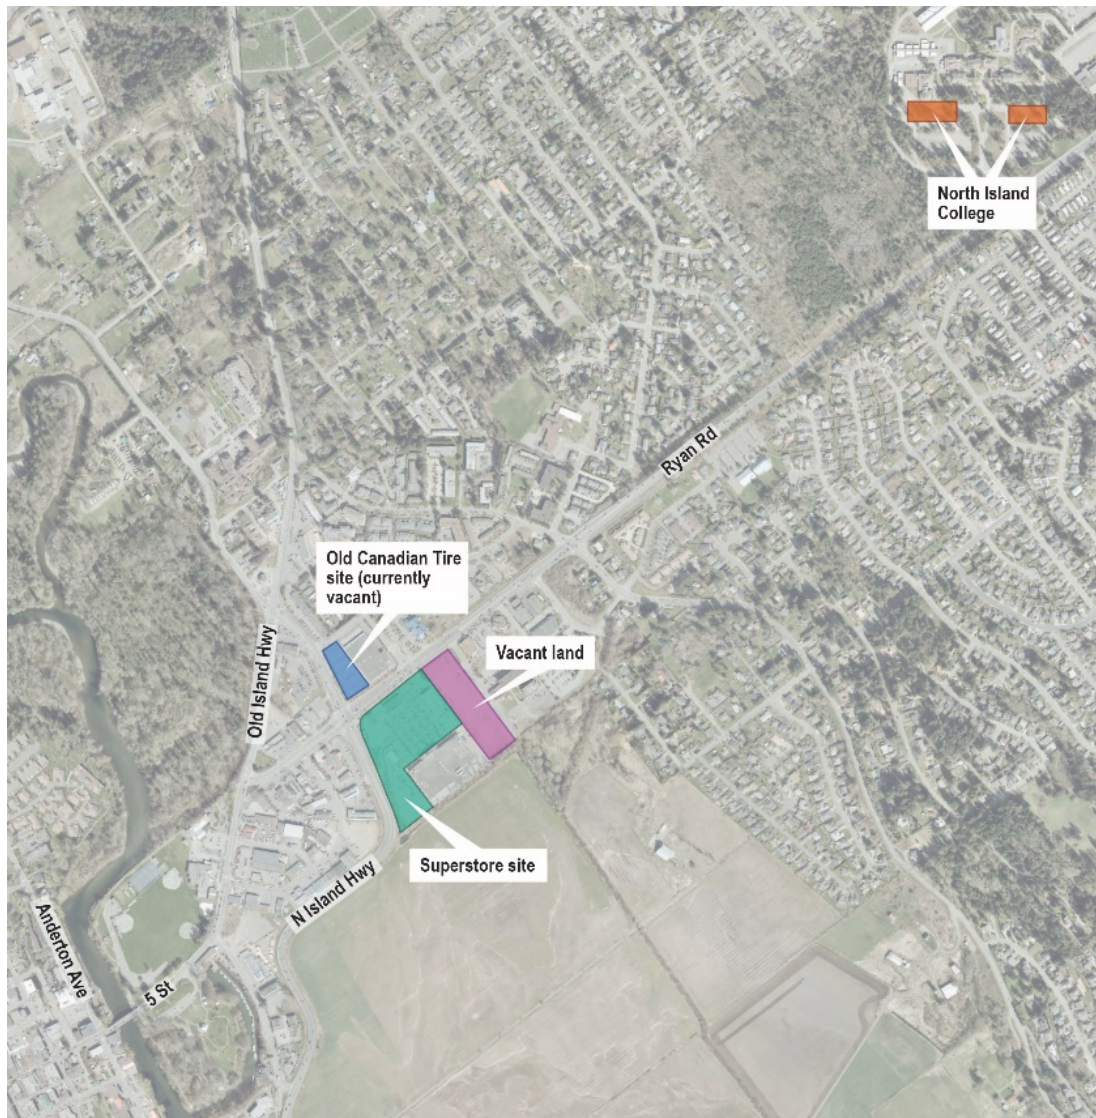 North Island
College
Ryan Rd
Old Canadian Tire
site (currently
vacant)
Vacant land
Old Island Hwy
Superstore site
N Island Hwy
Anderton Ave
5 St